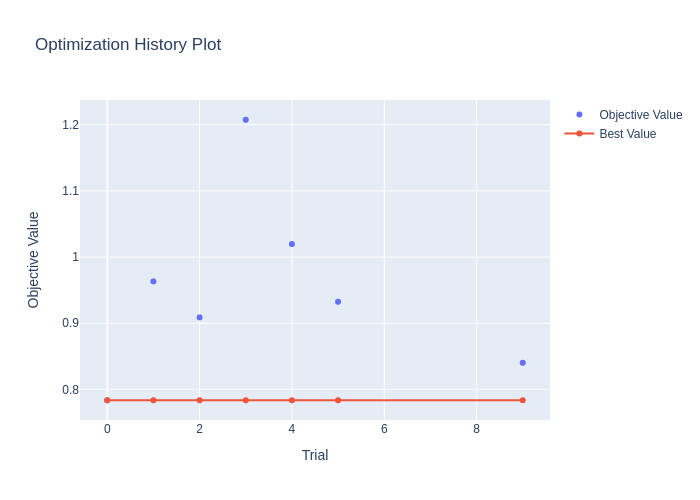 Optimization History Plot
Objective Value
Best Value
1.2
1.1
1
0.9
0.8
Objective Value
0 2 4 6 8
Trial